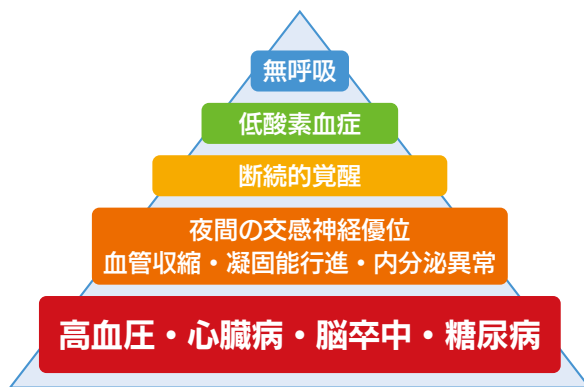 無呼吸
低酸素血症
断続的覚醒
夜間の交感神経優位
血管収縮・凝固能行進・内分泌異常
高血圧・心臓病・脳卒中・糖尿病